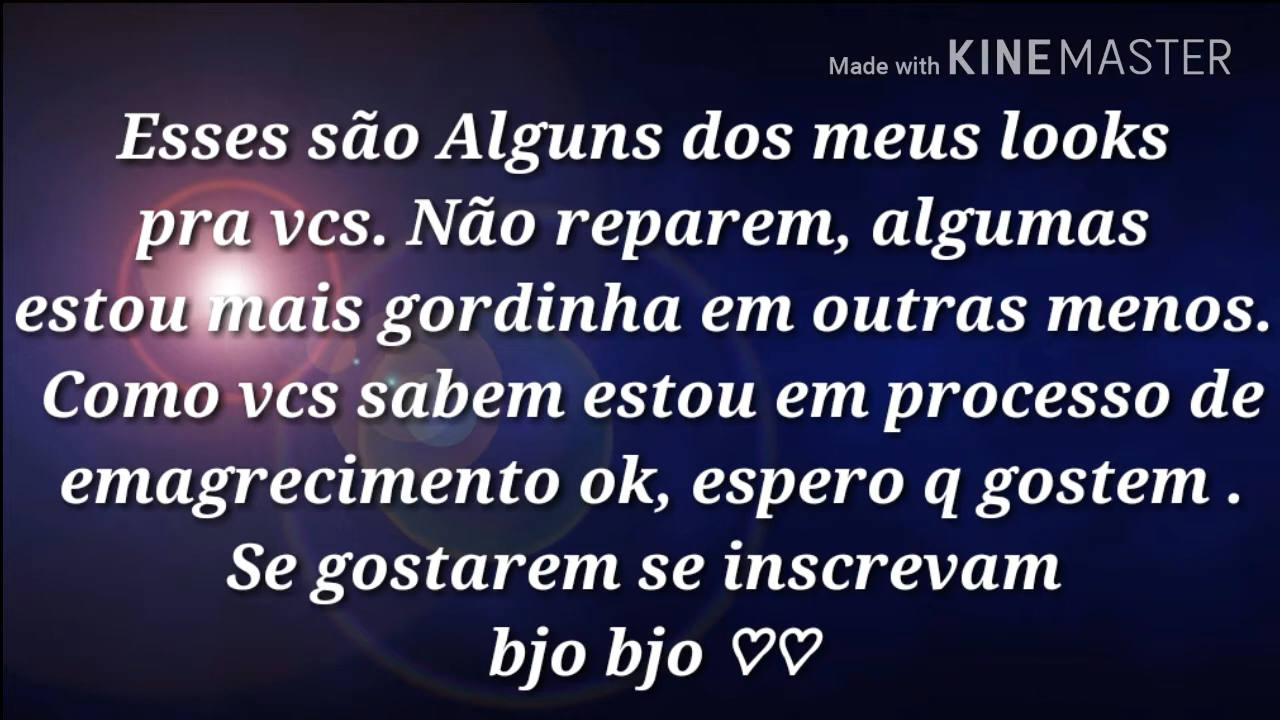 Made with KINEMASTER
Esses são Alguns dos meus looks
pra vcs. Não reparem, algumas
estou mais gordinha em outras menos.
Como vcs sabem estou em processo de
emagrecimento ok, espero q gostem .
Se gostarem se inscrevam
bjo bjo ♡♡